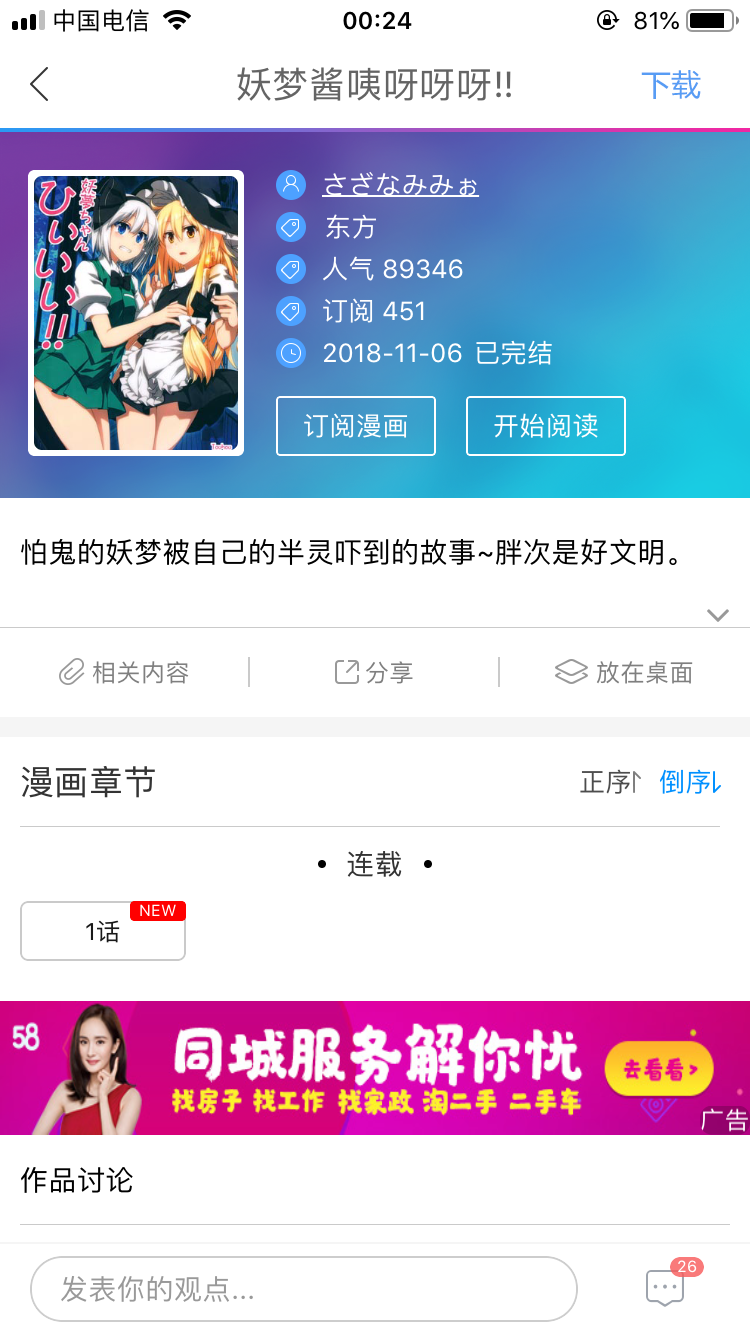 中国电信
00:24
81%
妖梦酱咦呀呀呀!!
下载
妖夢ちゃん
ひぃいぃし!!
Touhou
さざなみみぉ
东方
人气 89346
订阅 451
2018-11-06 已完结
订阅漫画
开始阅读
怕鬼的妖梦被自己的半灵吓到的故事~胖次是好文明。
相关内容
分享
放在桌面
漫画章节
正序
倒序
• 连载 •
1话
NEW
58
同城服务解你忧
找房子 找工作 找家政 淘二手 二手车
去看看>
广告
作品讨论
发表你的观点...
26